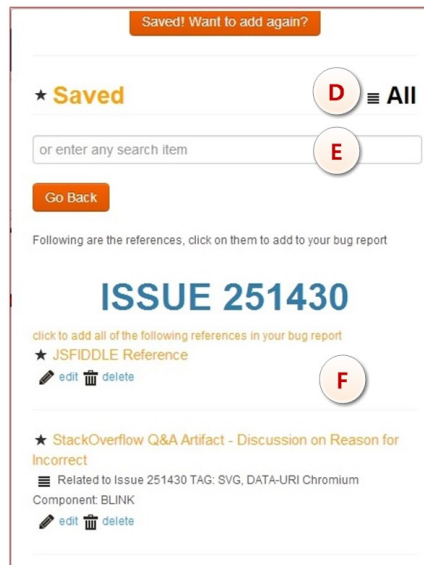 Saved! Want to add again?
★ Saved
D
≡ All
or enter any search item
E
Go Back
Following are the references, click on them to add to your bug report
ISSUE 251430
click to add all of the following references in your bug report
★ JSFIDDLE Reference
edit delete
F
★ StackOverflow Q&A Artifact - Discussion on Reason for
Incorrect
Related to Issue 251430 TAG: SVG, DATA-URI Chromium
Component: BLINK
edit delete